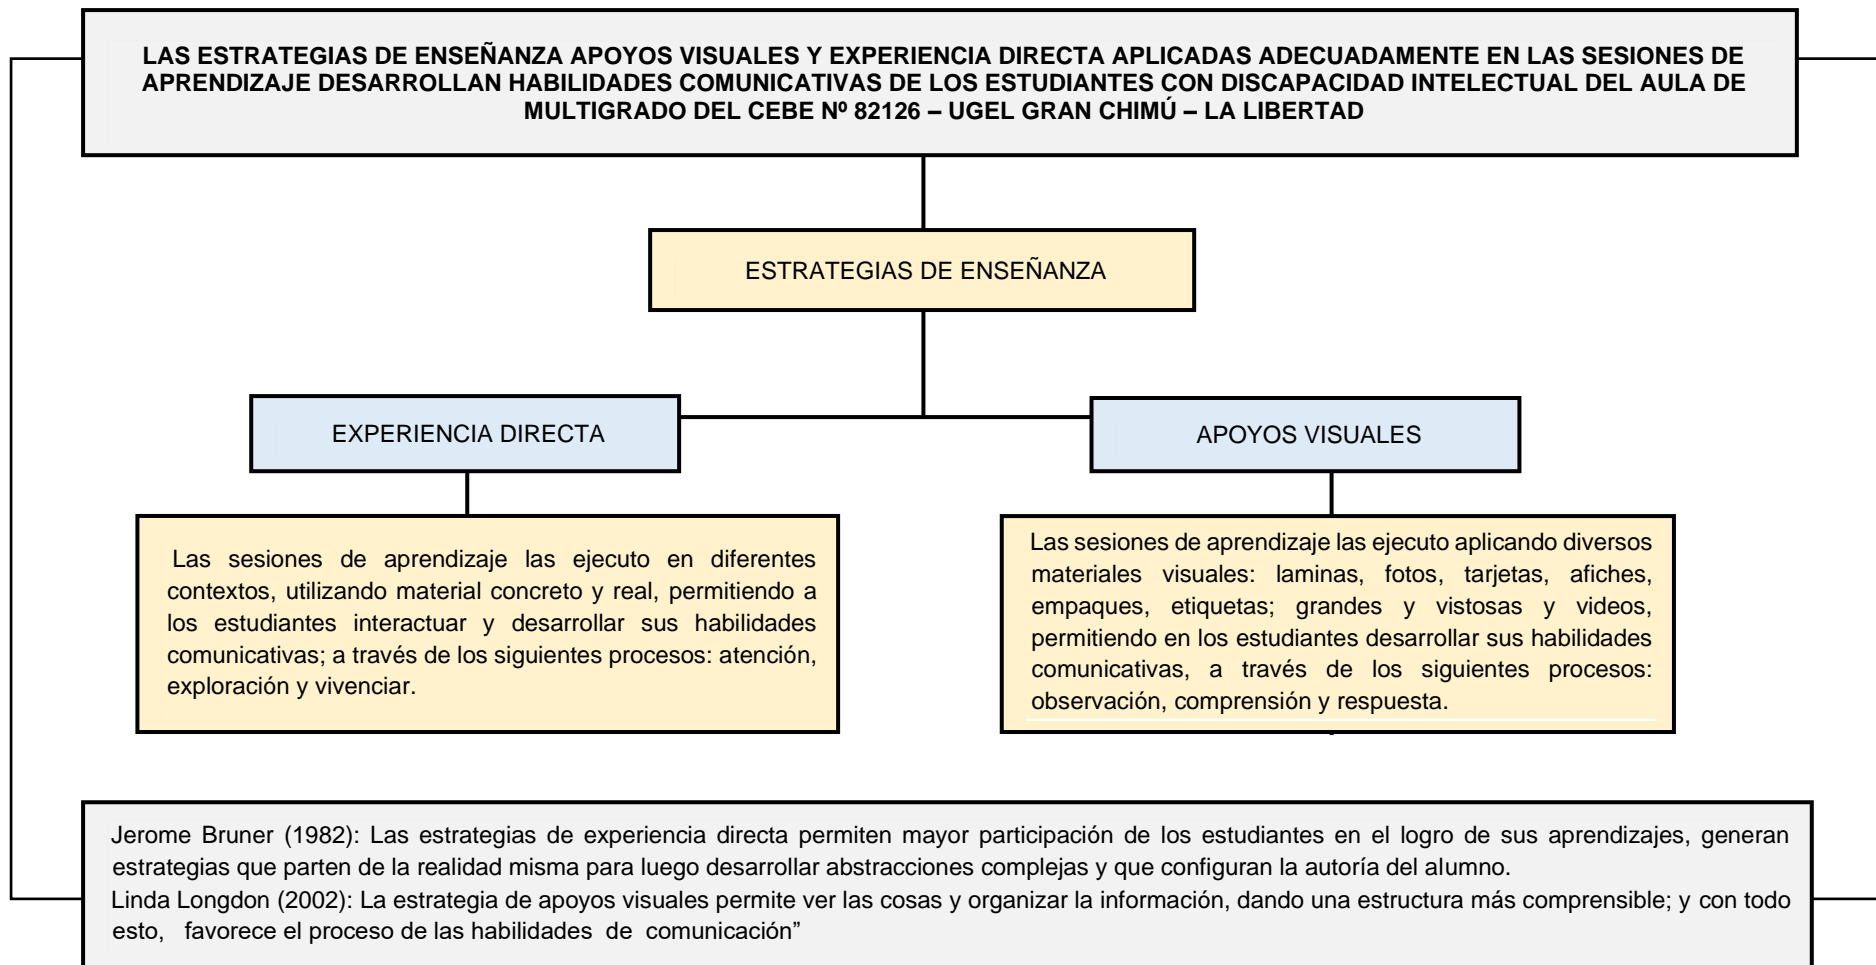 LAS ESTRATEGIAS DE ENSEÑANZA APOYOS VISUALES Y EXPERIENCIA DIRECTA APLICADAS ADECUADAMENTE EN LAS SESIONES DE
APRENDIZAJE DESARROLLAN HABILIDADES COMUNICATIVAS DE LOS ESTUDIANTES CON DISCAPACIDAD INTELECTUAL DEL AULA DE
MULTIGRADO DEL CEBE Nº 82126 – UGEL GRAN CHIMÚ – LA LIBERTAD
ESTRATEGIAS DE ENSEÑANZA
EXPERIENCIA DIRECTA
Las sesiones de aprendizaje las ejecuto en diferentes
contextos, utilizando material concreto y real, permitiendo a
los estudiantes interactuar y desarrollar sus habilidades
comunicativas; a través de los siguientes procesos: atención,
exploración y vivenciar.
APOYOS VISUALES
Las sesiones de aprendizaje las ejecuto aplicando diversos
materiales visuales: laminas, fotos, tarjetas, afiches,
empaques, etiquetas; grandes y vistosas y videos,
permitiendo en los estudiantes desarrollar sus habilidades
comunicativas, a través de los siguientes procesos:
observación, comprensión y respuesta.
Jerome Bruner (1982): Las estrategias de experiencia directa permiten mayor participación de los estudiantes en el logro de sus aprendizajes, generan
estrategias que parten de la realidad misma para luego desarrollar abstracciones complejas y que configuran la autoría del alumno.
Linda Longdon (2002): La estrategia de apoyos visuales permite ver las cosas y organizar la información, dando una estructura más comprensible; y con todo
esto, favorece el proceso de las habilidades de comunicación”